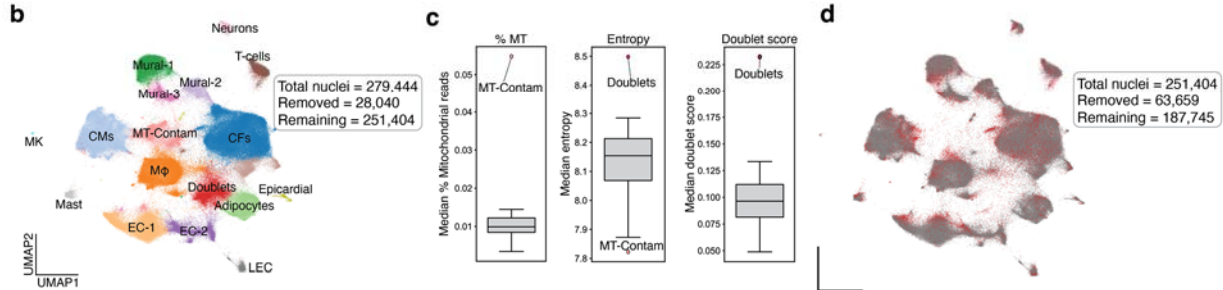 b
Neurons
T-cells
Mural-1
Mural-2
Mural-3
Total nuclei = 279.444
Removed = 28,040
Remaining = 251,404
MK
CMs
MT-Contam
CFs
Mφ
Doublets
Epicardial
Adipocytes
Mast
EC-1
EC-2
LEC
UMAP2
UMAP1
c
% MT
Median % Mitochondrial reads
0.05
0.04
0.03
0.02
0.01
MT-Contam
Entropy
Median entropy
8.5
8.4
8.3
8.2
8.1
8.0
7.9
7.8
Doublets
MT-Contam
Doublet score
Median doublet score
0.225
0.200
0.175
0.150
0.125
0.100
0.075
0.050
Doublets
d
Total nuclei = 251,404
Removed = 63,659
Remaining = 187,745